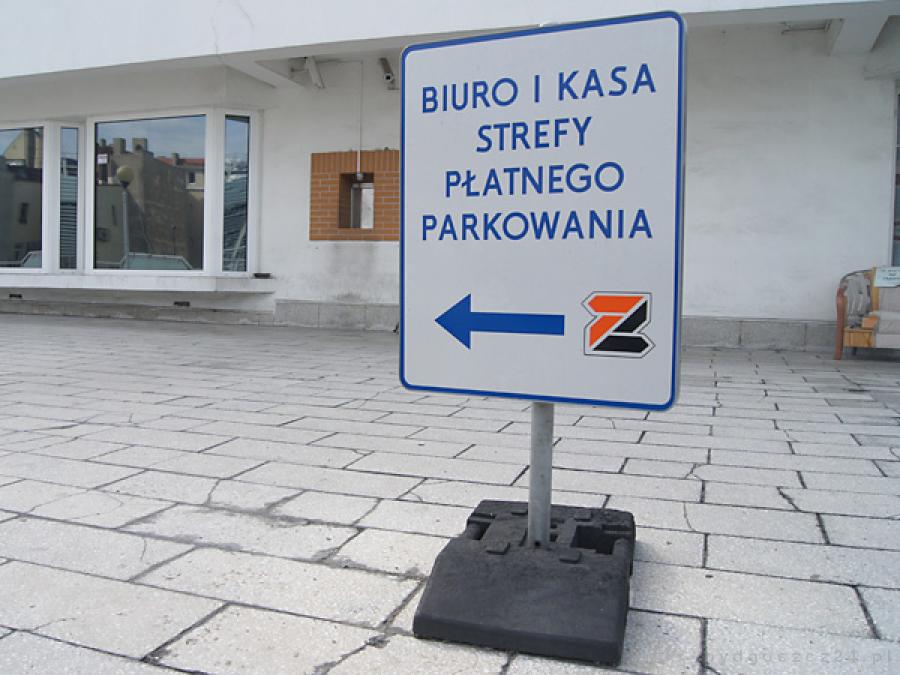 BIURO I KASA
STREFY
PŁATNEGO
PARKOWANIA